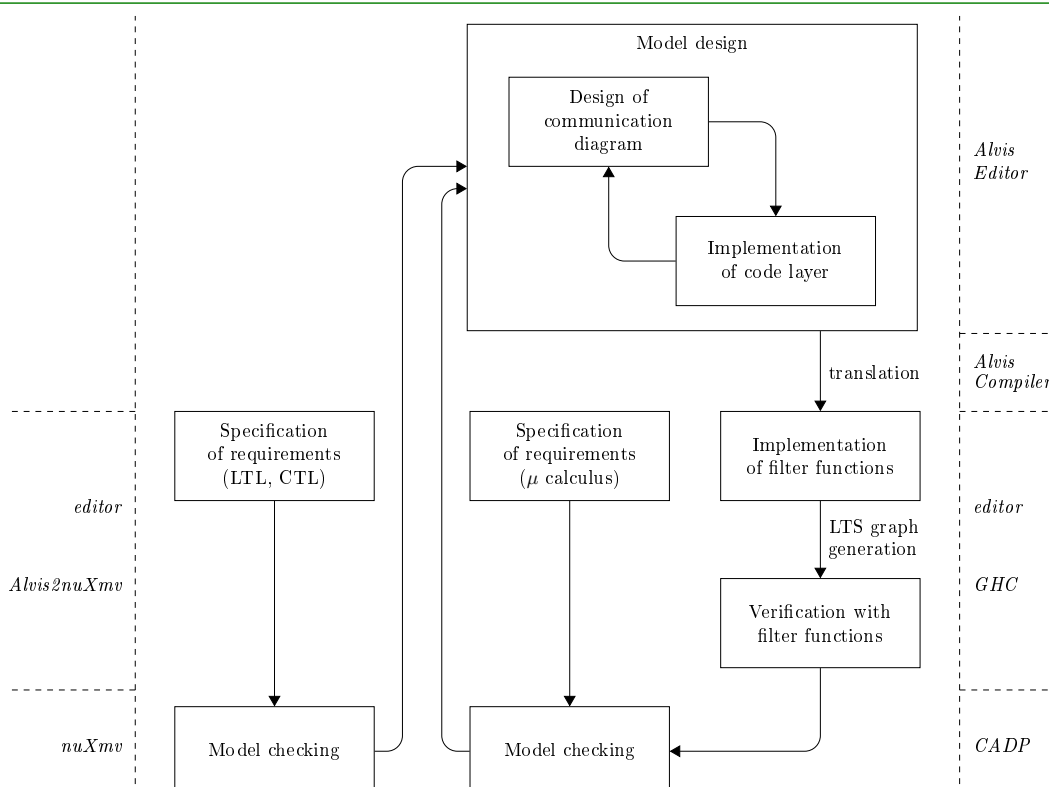 Model design
Design of
communication
diagram
Alvis
Editor
Implementation
of code layer
translation
Alvis
Compiler
Specification
of requirements
(LTL, CTL)
Specification
of requirements
(μ calculus)
Implementation
of filter functions
editor
LTS graph
generation
editor
Alvis2nuXmv
GHC
Verification with
filter functions
nuXmv
Model checking
Model checking
CADP